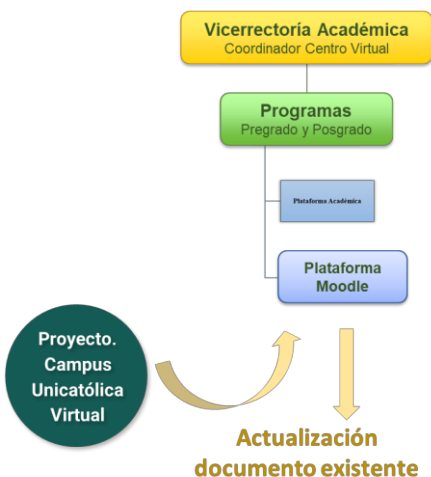 Vicerrectoría Académica
Coordinador Centro Virtual
Programas
Pregrado y Posgrado
Plataforma Académica
Plataforma
Moodle
Proyecto.
Campus
Unicatólica
Virtual
Actualización
documento existente